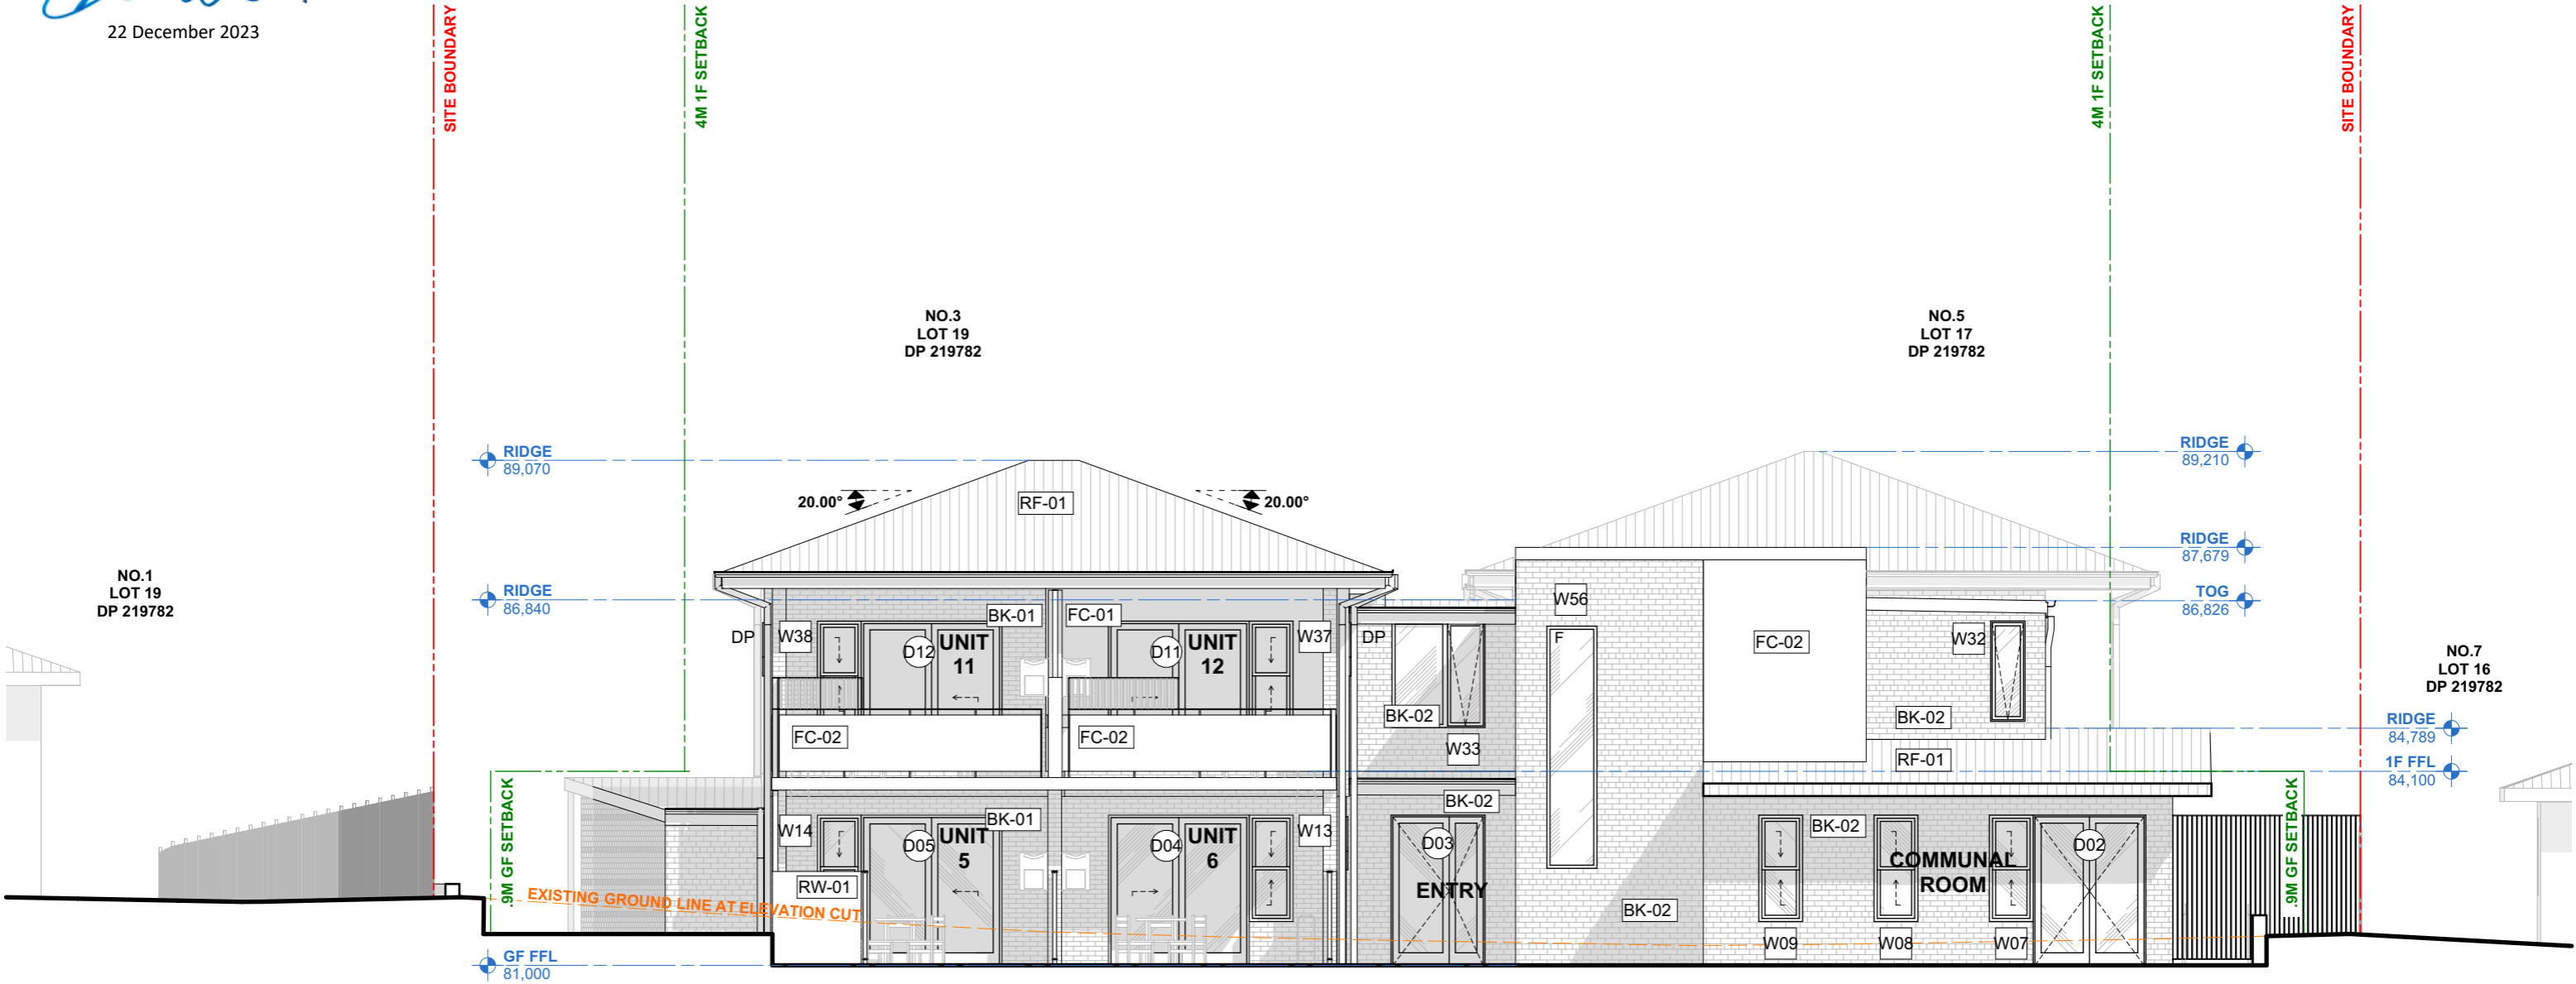 22 December 2023
SITE BOUNDARY
4M 1F SETBACK
4M 1F SETBACK
SITE BOUNDARY
NO.3
LOT 19
DP 219782
NO.5
LOT 17
DP 219782
RIDGE
89,070
RIDGE
89,210
20.00°
RF-01
20.00°
RIDGE
87,679
NO.1
LOT 19
DP 219782
RIDGE
86,840
TOG
86,826
W56
BK-01
FC-01
DP
W38
D12
UNIT
11
D11
UNIT
12
W37
DP
F
FC-02
W32
NO.7
LOT 16
DP 219782
BK-02
BK-02
FC-02
FC-02
W33
RIDGE
84,789
RF-01
1F FFL
84,100
.9M GF SETBACK
.9M GF SETBACK
BK-02
BK-01
W14
D05
UNIT
5
D04
UNIT
6
W13
D03
BK-02
D02
COMMUNAL
ROOM
RW-01
ENTRY
EXISTING GROUND LINE AT ELEVATION CUT
BK-02
W09
W08
W07
GF FFL
81,000